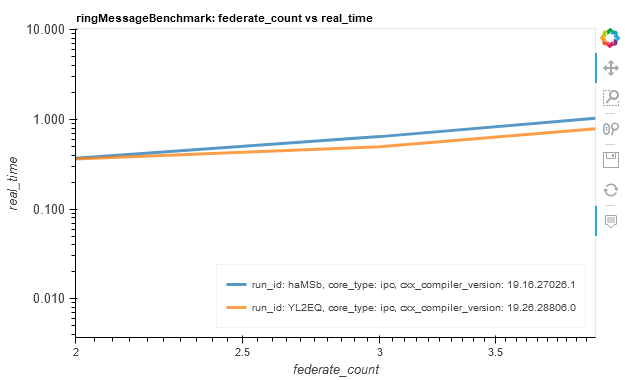 ringMessageBenchmark: federate_count vs real_time
10.000
1.000
0.100
0.010
real_time
run_id: haMSb, core_type: ipc, cxx_compiler_version: 19.16.27026.1
run_id: YL2EQ, core_type: ipc, cxx_compiler_version: 19.26.28806.0
2
2.5
3
3.5
federate_count